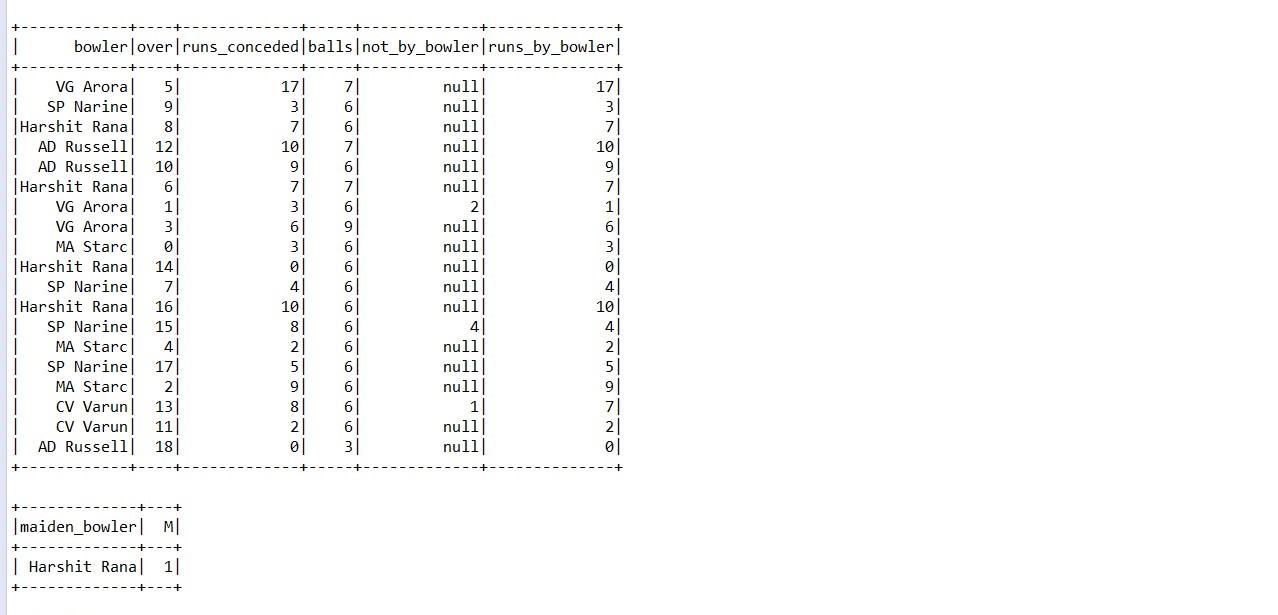 +------------+----+-------------+-----+-------------+--------------+
|      bowler|over|runs_conceded|balls|not_by_bowler|runs_by_bowler|
+------------+----+-------------+-----+-------------+--------------+
|    VG Arora|   5|           17|    7|         null|            17|
|   SP Narine|   9|            3|    6|         null|             3|
|Harshit Rana|   8|            7|    6|         null|             7|
|  AD Russell|  12|           10|    7|         null|            10|
|  AD Russell|  10|            9|    6|         null|             9|
|Harshit Rana|   6|            7|    7|         null|             7|
|    VG Arora|   1|            3|    6|            2|             1|
|    VG Arora|   3|            6|    9|         null|             6|
|    MA Starc|   0|            3|    6|         null|             3|
|Harshit Rana|  14|            0|    6|         null|             0|
|   SP Narine|   7|            4|    6|         null|             4|
|Harshit Rana|  16|           10|    6|         null|            10|
|   SP Narine|  15|            8|    6|            4|             4|
|    MA Starc|   4|            2|    6|         null|             2|
|   SP Narine|  17|            5|    6|         null|             5|
|    MA Starc|   2|            9|    6|         null|             9|
|    CV Varun|  13|            8|    6|            1|             7|
|    CV Varun|  11|            2|    6|         null|             2|
|  AD Russell|  18|            0|    3|         null|             0|
+------------+----+-------------+-----+-------------+--------------+
+-------------+---+
|maiden_bowler|  M|
+-------------+---+
| Harshit Rana|  1|
+-------------+---+